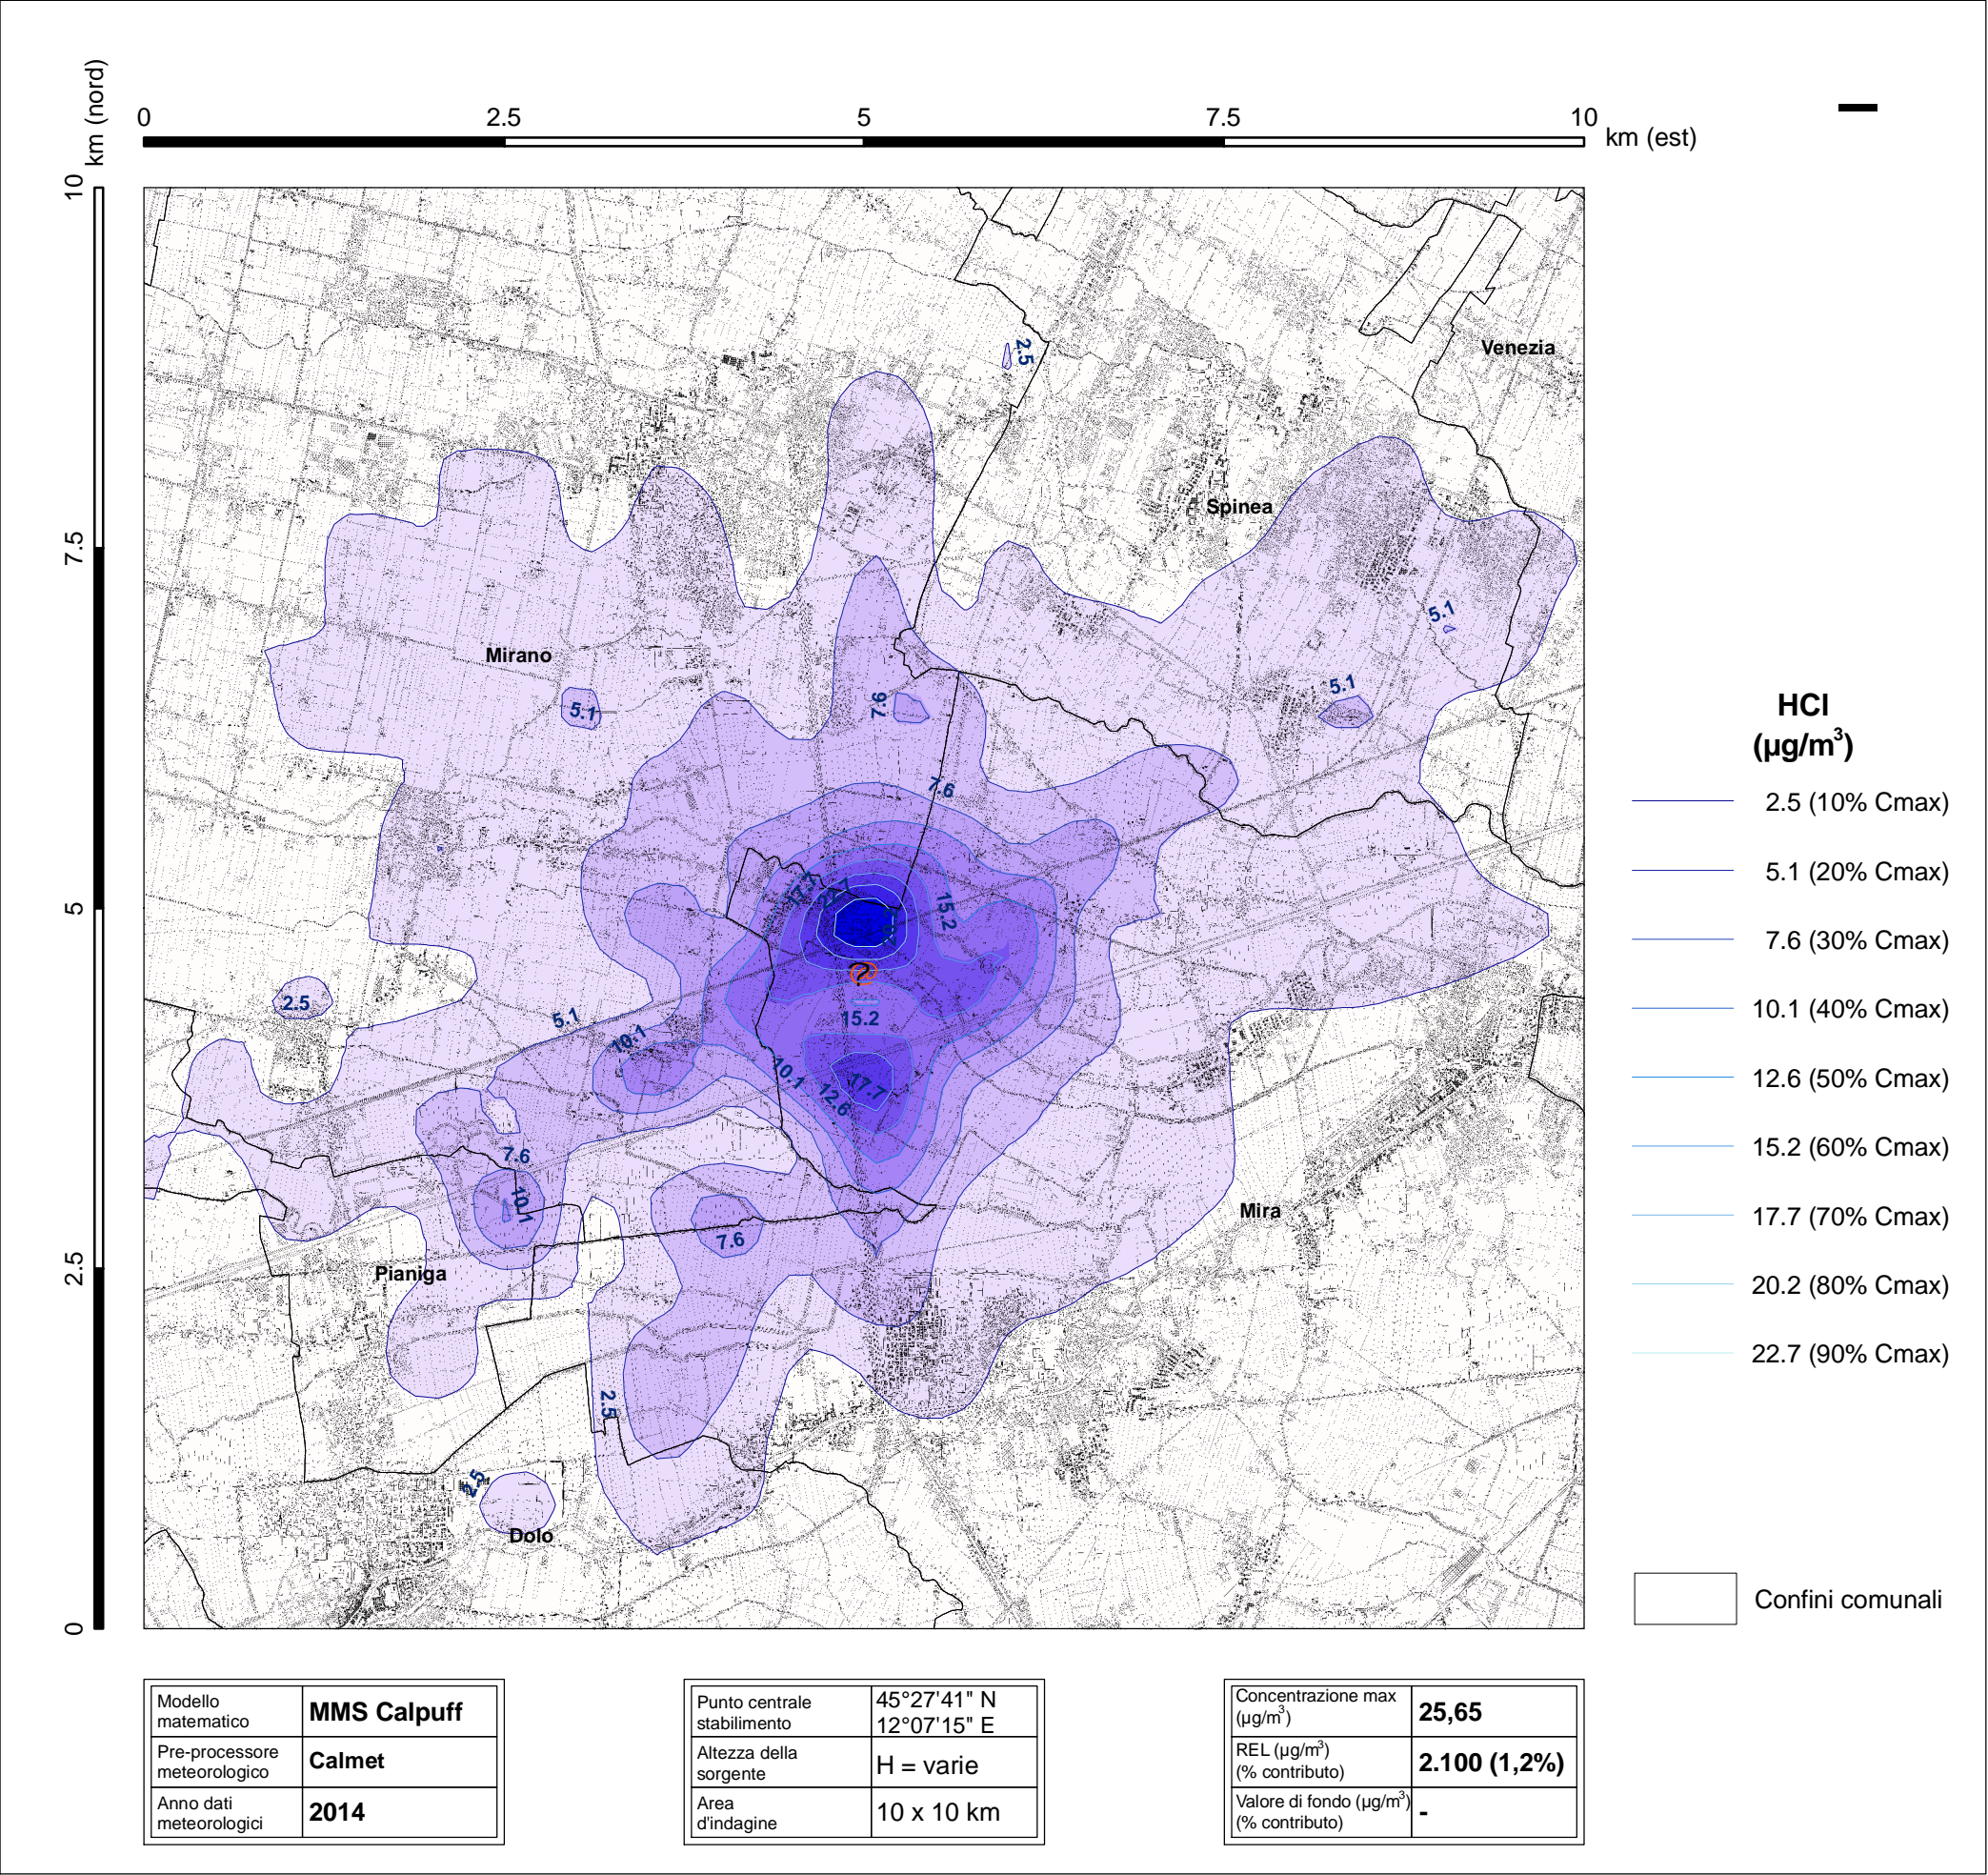 km (nord)
0
2.5
5
7.5
10
km (est)
10
7.5
5
2.5
0
2.5
Venezia
Spinea
5.1
Mirano
5.1
5.1
7.6
7.6
17.7
15.2
2.5
5.1
15.2
10.1
10.1
17.7
12.6
7.6
10.1
Mira
7.6
Pianiga
2.5
2.5
Dolo
HCl
(µg/m³)
2.5 (10% Cmax)
5.1 (20% Cmax)
7.6 (30% Cmax)
10.1 (40% Cmax)
12.6 (50% Cmax)
15.2 (60% Cmax)
17.7 (70% Cmax)
20.2 (80% Cmax)
22.7 (90% Cmax)
Confini comunali
Modello
matematico
MMS Calpuff
Pre-processore
meteorologico
Calmet
Anno dati
meteorologici
2014
Punto centrale
stabilimento
45°27'41" N
12°07'15" E
Altezza della
sorgente
H = varie
Area
d'indagine
10 x 10 km
Concentrazione max
(µg/m³)
25,65
REL (µg/m³)
(% contributo)
2.100 (1,2%)
Valore di fondo (µg/m³)
(% contributo)
-